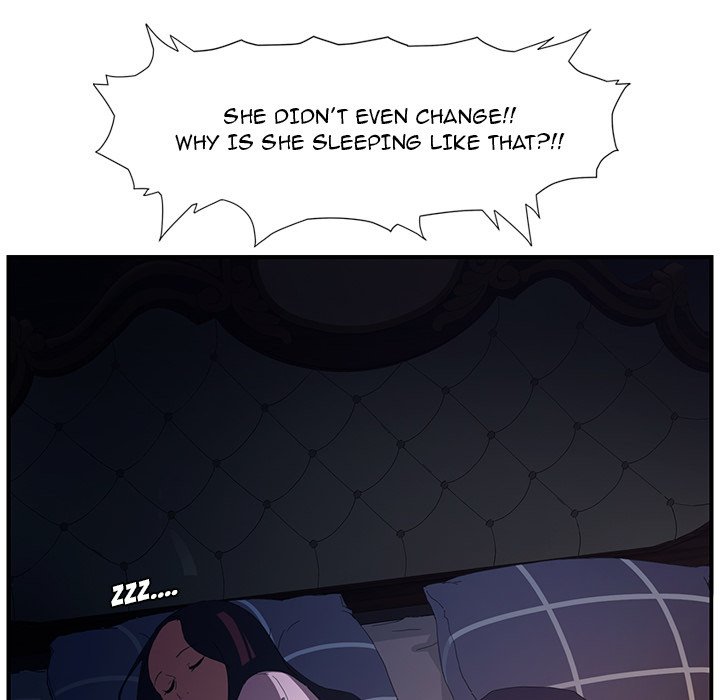 SHE DIDN'T EVEN CHANGE!!
WHY IS SHE SLEEPING LIKE THAT?!!
ZZZ....